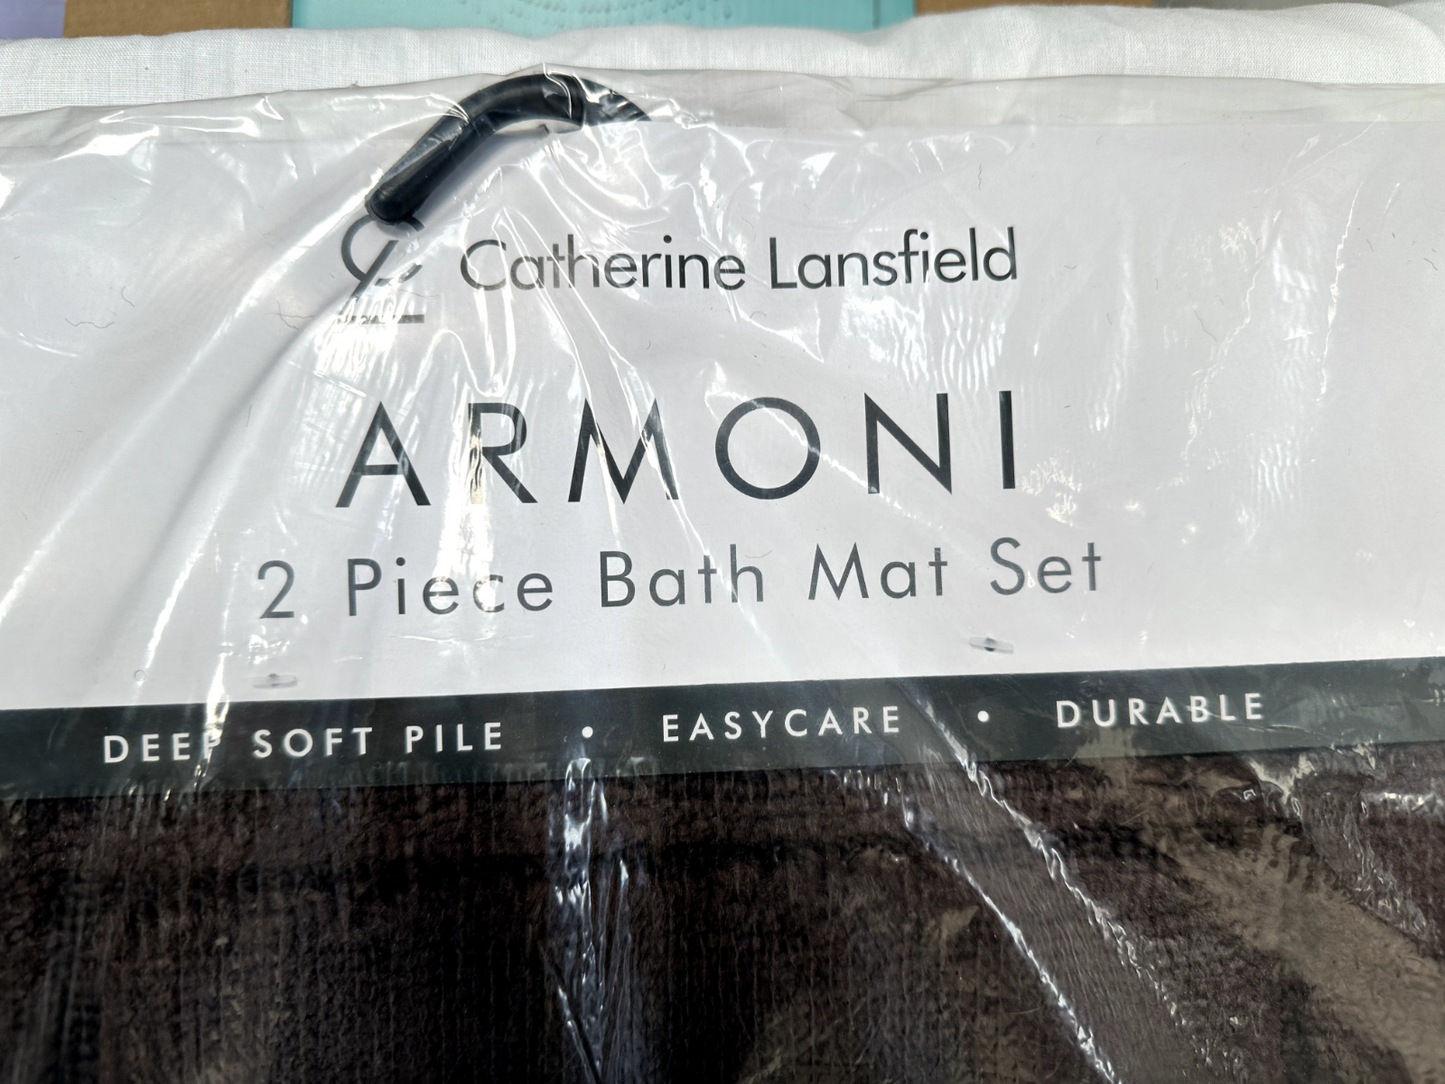 Catherine Lansfield
ARMONI
2 Piece Bath Mat Set
DEEP SOFT PILE • EASYCARE • DURABLE